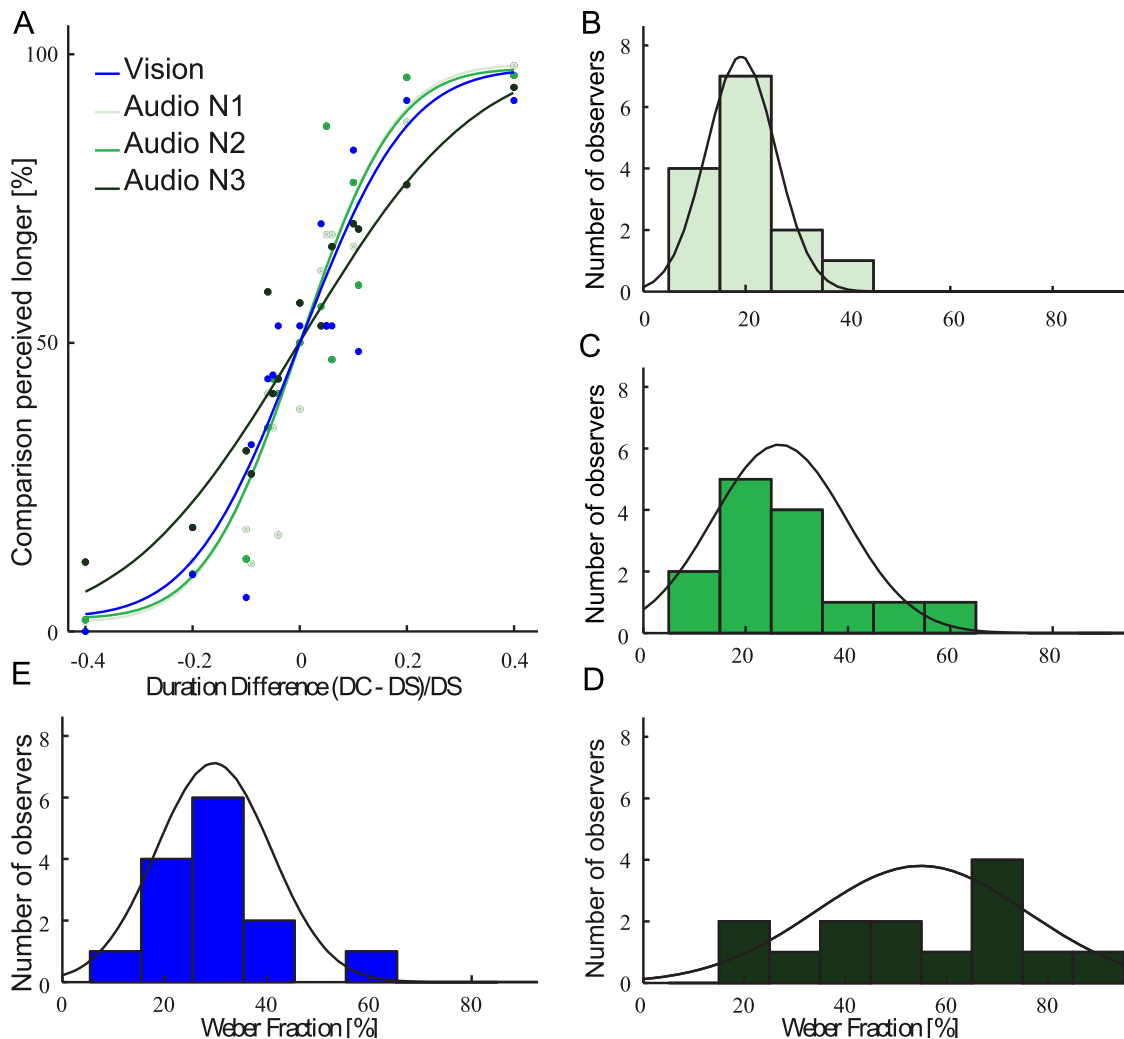 A
Comparison perceived longer [%]
100
50
0
Vision
Audio N1
Audio N2
Audio N3
-0.4 -0.2 0 0.2 0.4
Duration Difference (DC - DS)/DS
B
Number of observers
8
6
4
2
0
0 20 40 60 80
C
Number of observers
8
6
4
2
0
0 20 40 60 80
E
Number of observers
8
6
4
2
0
0 20 40 60 80
Weber Fraction [%]
D
Number of observers
8
6
4
2
0
0 20 40 60 80
Weber Fraction [%]